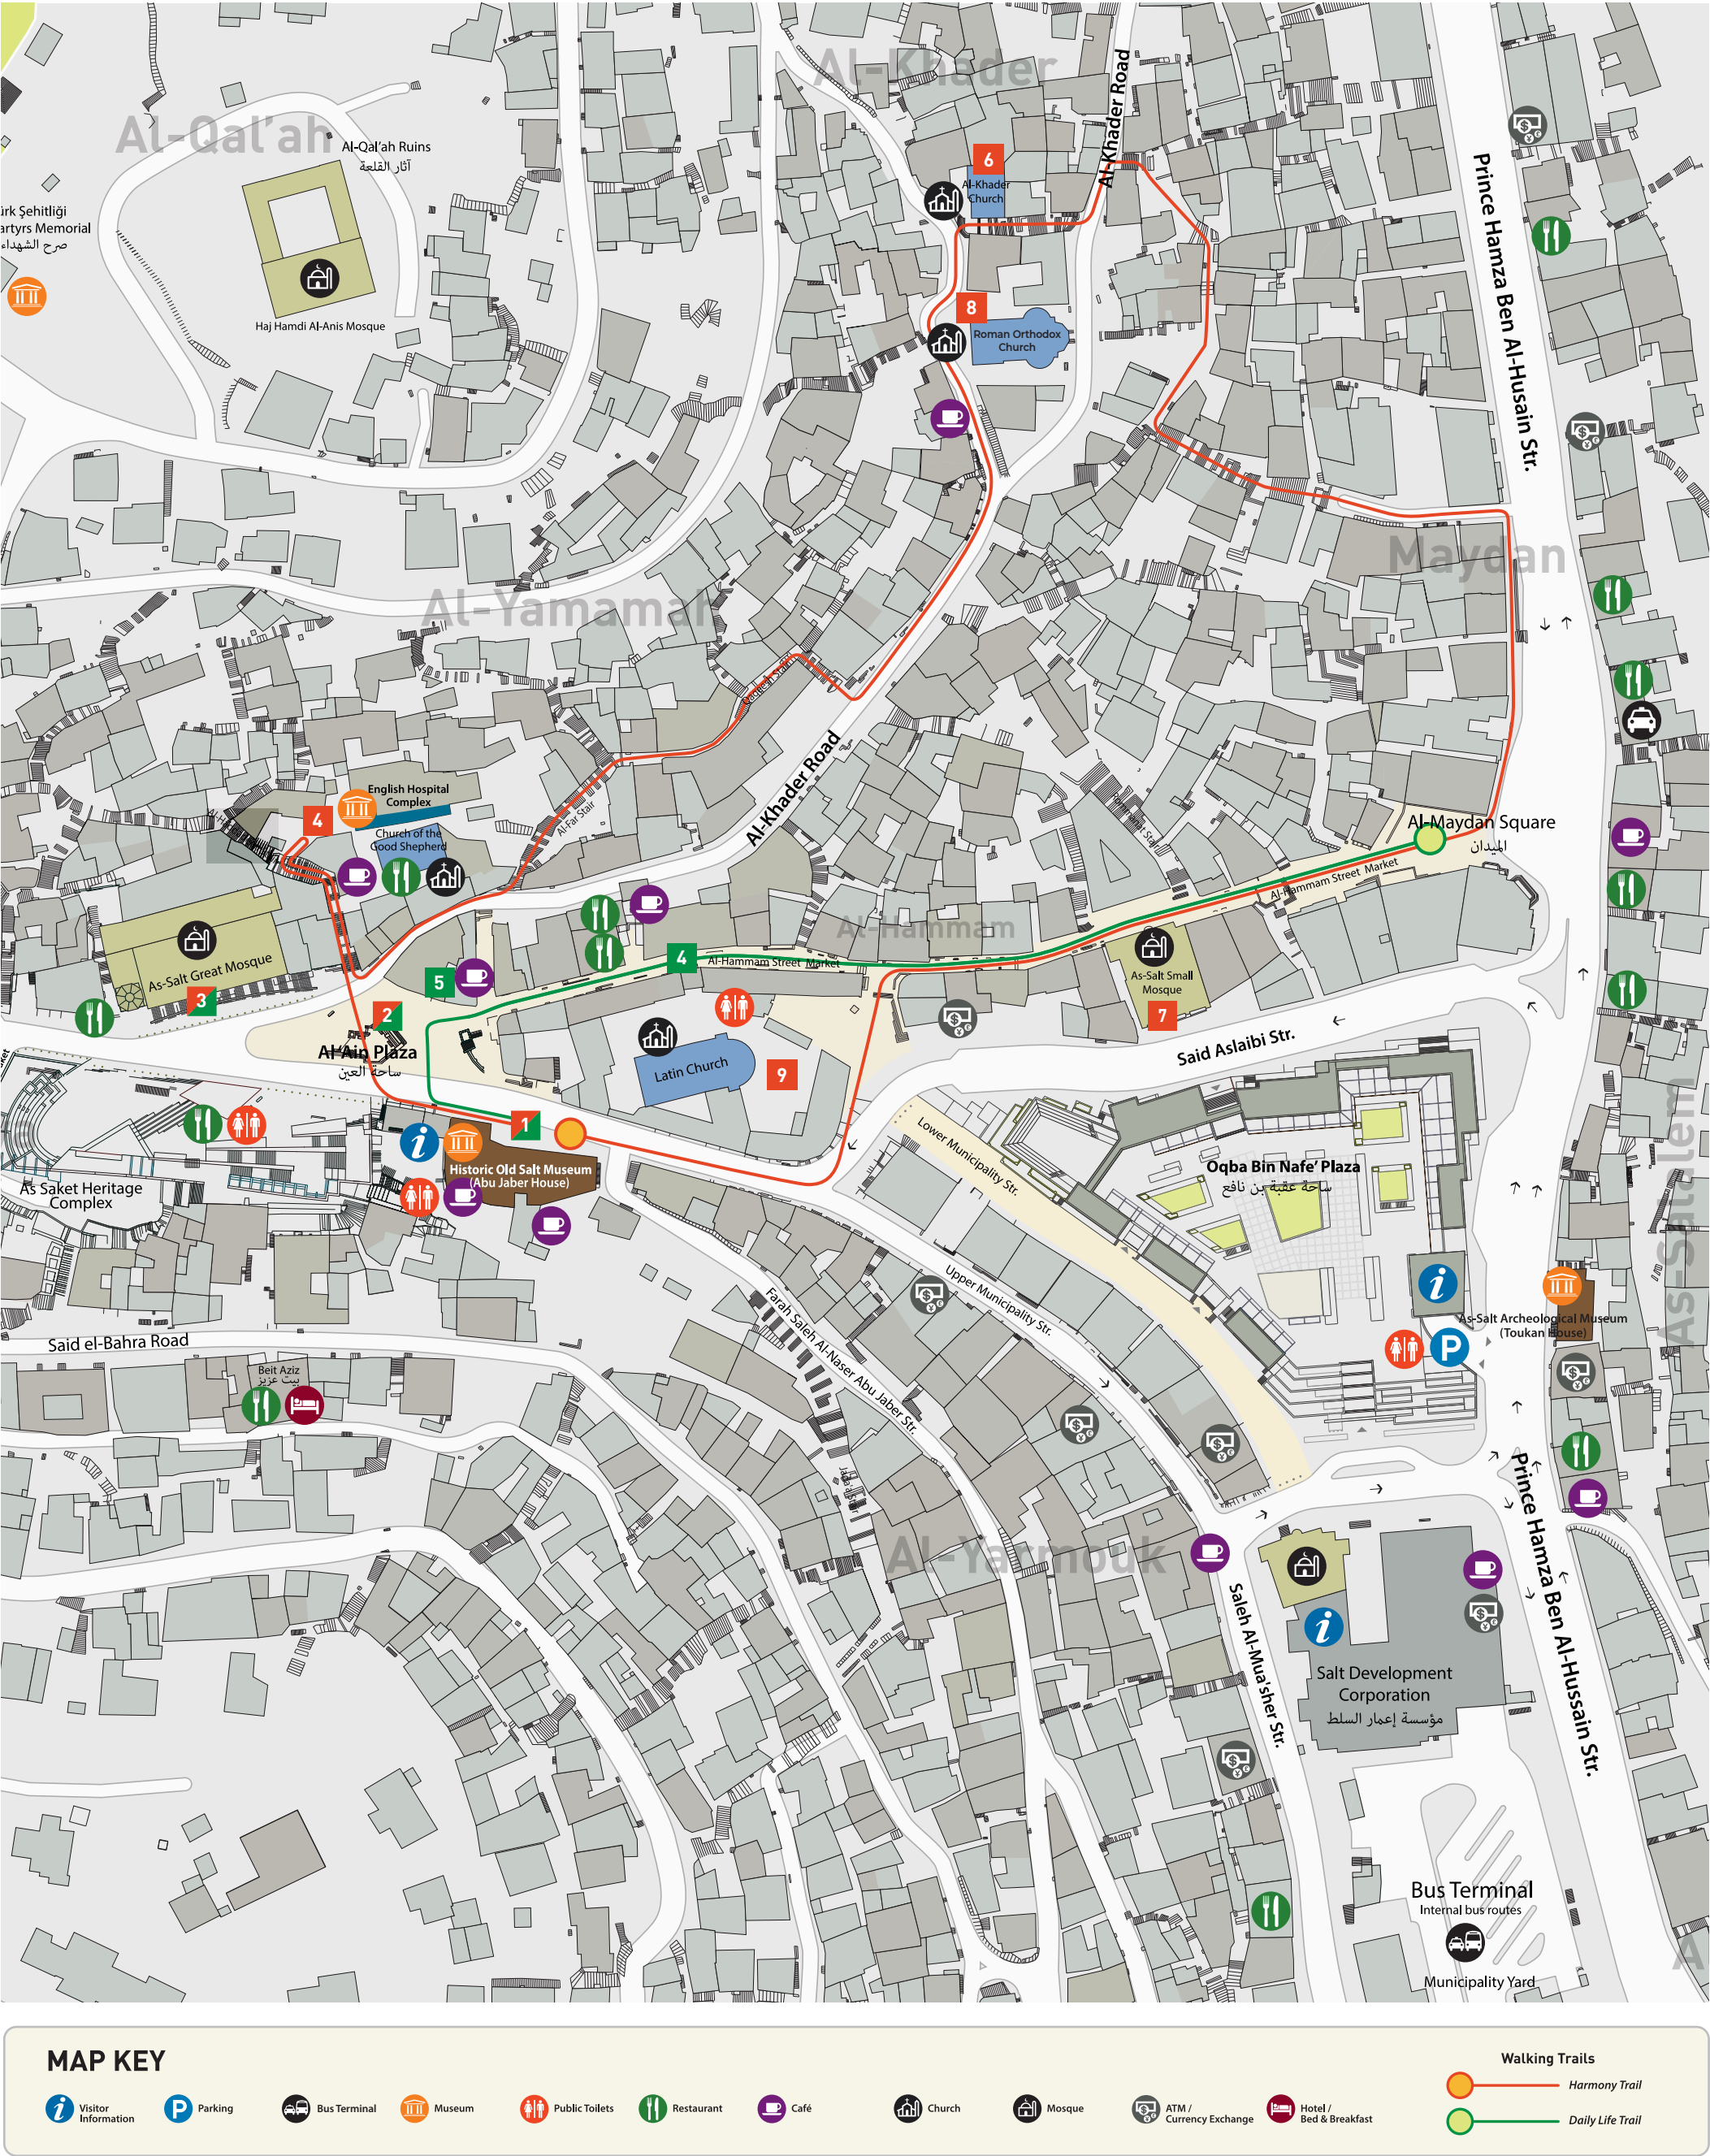 Al-Khader
Al-Khader Road
Al-Qal'ah
Al-Qal'ah Ruins
آثار القلعة
Haj Hamdi Al-Anis Mosque
ürk Şehitliği
artyrs Memorial
صرح الشهداء
6
Al-Khader
Church
8
Roman Orthodox
Church
Prince Hamza Ben Al-Husain Str.
Maydan
Al-Yamamah
Al-Khader Road
Al-Far Stair
English Hospital
Complex
4
Church of the
Good Shepherd
Al-Maydan Square
الميدان
Al-Hammam Street Market
Al-Hammam
As-Salt Great Mosque
3
5
4
Al-Hammam Street Market
As-Salt Small
Mosque
7
2
Al-Ain Plaza
ساحة العين
Latin Church
9
Said Aslaibi Str.
1
Historic Old Salt Museum
(Abu Jaber House)
As Saket Heritage
Complex
Lower Municipality Str.
Oqba Bin Nafe' Plaza
ساحة عقبة بن نافع
As-Salalem
Upper Municipality Str.
Farah Saleh Al-Naser Abu Jaber Str.
As-Salt Archeological Museum
(Toukan House)
P
Said el-Bahra Road
Beit Aziz
بيت عزيز
Al-Yarmouk
Prince Hamza Ben Al-Hussain Str.
Saleh Al-Mua'sher Str.
Salt Development
Corporation
مؤسسة إعمار السلط
Bus Terminal
Internal bus routes
Municipality Yard
A
MAP KEY
Visitor
Information
P
Parking
Bus Terminal
Museum
Public Toilets
Restaurant
Café
Church
Mosque
ATM /
Currency Exchange
Hotel /
Bed & Breakfast
Walking Trails
Harmony Trail
Daily Life Trail